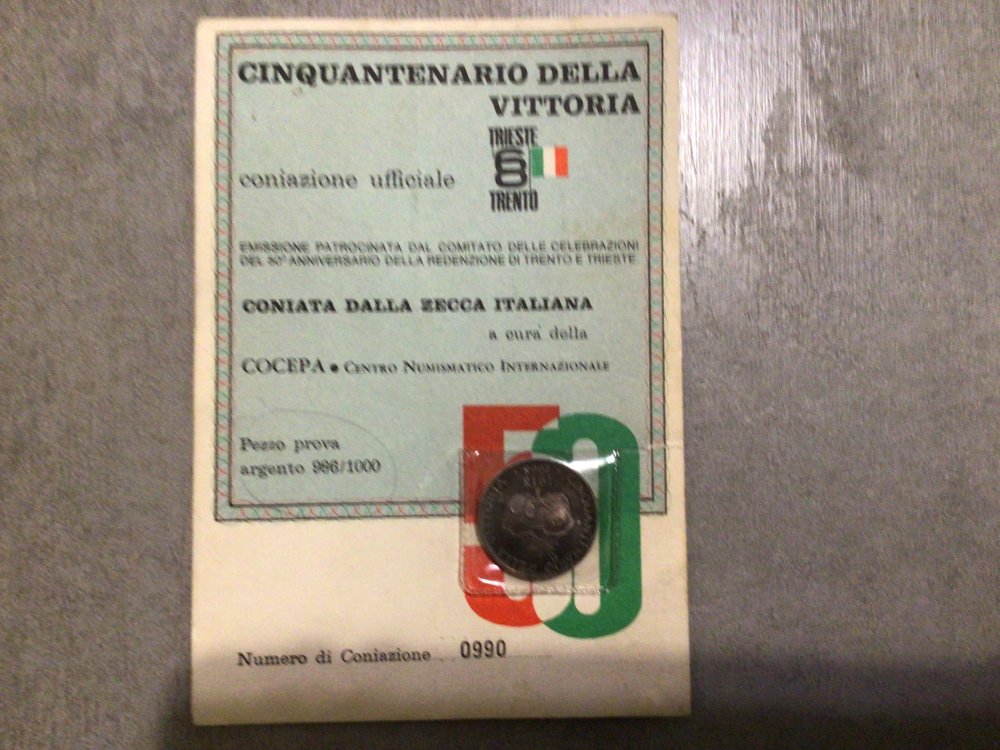 CINQUANTENARIO DELLA
VITTORIA
TRIESTE
68
TRENTO
coniazione ufficiale
EMISSIONE PATROCINATA DAL COMITATO DELLE CELEBRAZIONI
DEL 50° ANNIVERSARIO DELLA REDENZIONE DI TRENTO E TRIESTE
CONIATA DALLA ZECCA ITALIANA
a cura della
COCEPA • CENTRO NUMISMATICO INTERNAZIONALE
Pezzo prova
argento 986/1000
50
Numero di Coniazione 0990